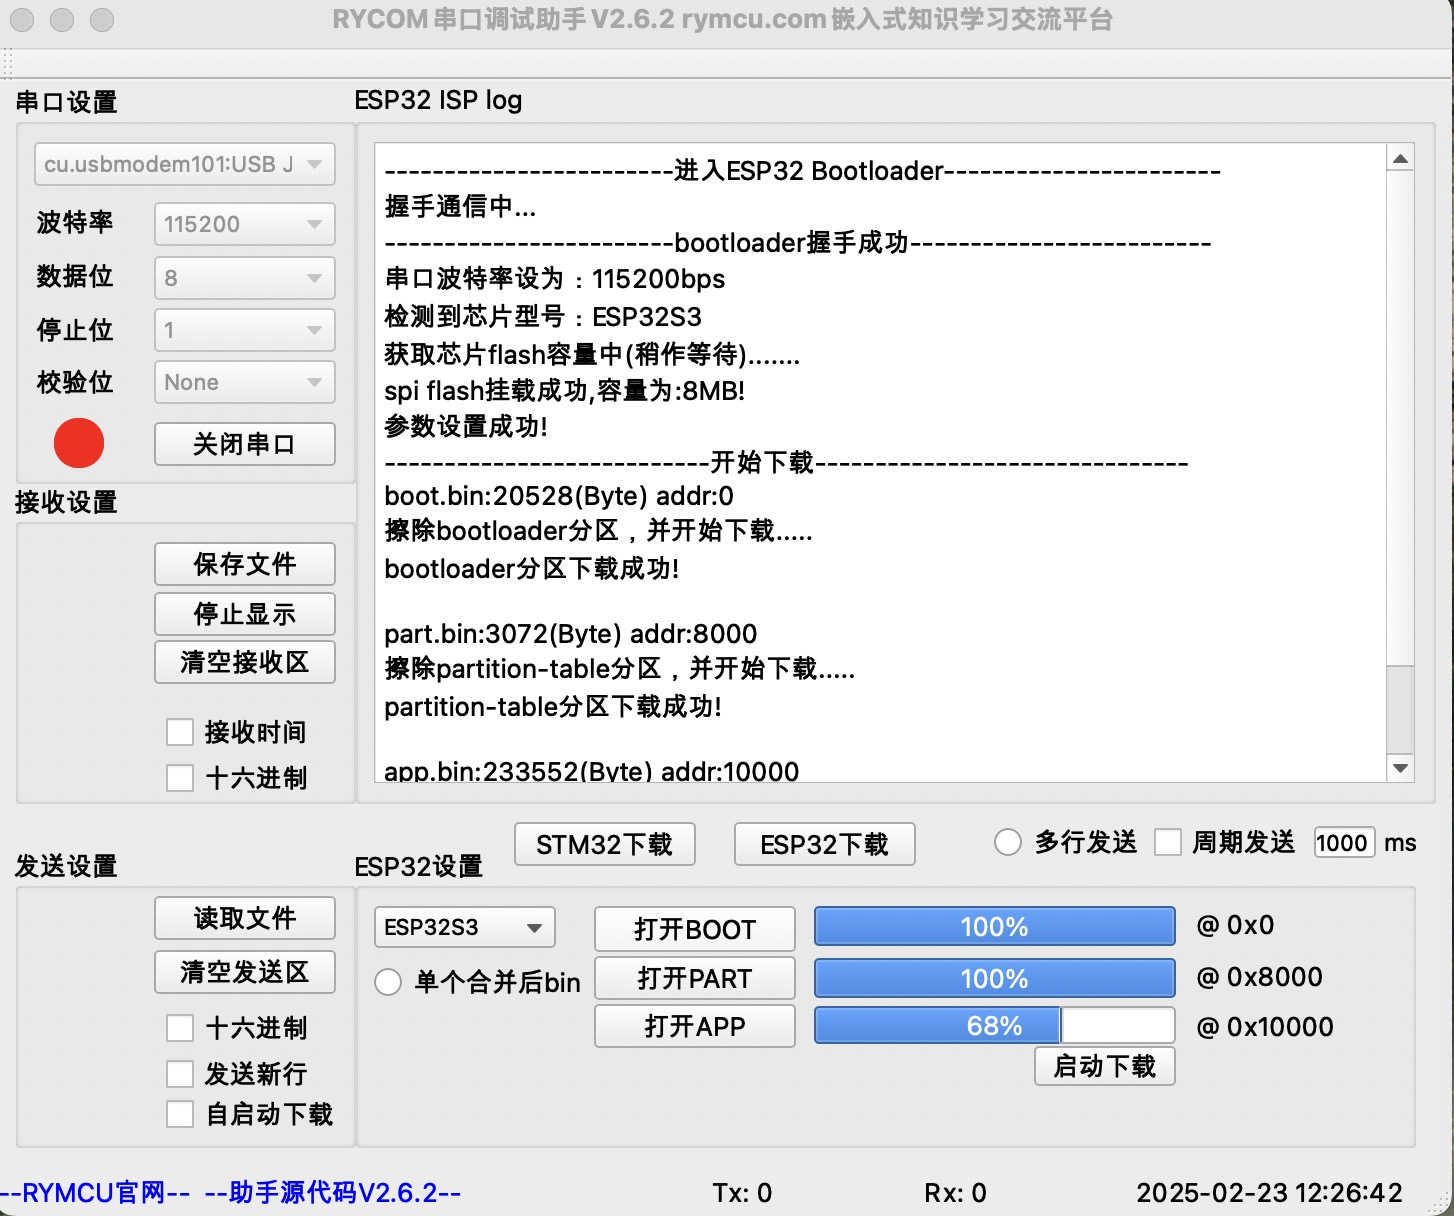 RYCOM 串口调试助手 V2.6.2 rymcu.com 嵌入式知识学习交流平台
串口设置
cu.usbmodem101:USB J
波特率 115200
数据位 8
停止位 1
校验位 None
关闭串口
接收设置
保存文件
停止显示
清空接收区
接收时间
十六进制
ESP32 ISP log
------------------------进入ESP32 Bootloader-----------------------
握手通信中...
------------------------bootloader握手成功-------------------------
串口波特率设为：115200bps
检测到芯片型号：ESP32S3
获取芯片flash容量中(稍作等待).......
spi flash挂载成功,容量为:8MB!
参数设置成功!
---------------------------开始下载-------------------------------
boot.bin:20528(Byte) addr:0
擦除bootloader分区，并开始下载.....
bootloader分区下载成功!
part.bin:3072(Byte) addr:8000
擦除partition-table分区，并开始下载.....
partition-table分区下载成功!
app.bin:233552(Byte) addr:10000
STM32下载 ESP32下载 多行发送 周期发送 1000 ms
发送设置
读取文件
清空发送区
十六进制
发送新行
自启动下载
ESP32设置
ESP32S3 打开BOOT 100% @ 0x0
单个合并后bin 打开PART 100% @ 0x8000
打开APP 68% @ 0x10000
启动下载
--RYMCU官网-- --助手源代码V2.6.2-- Tx: 0 Rx: 0 2025-02-23 12:26:42